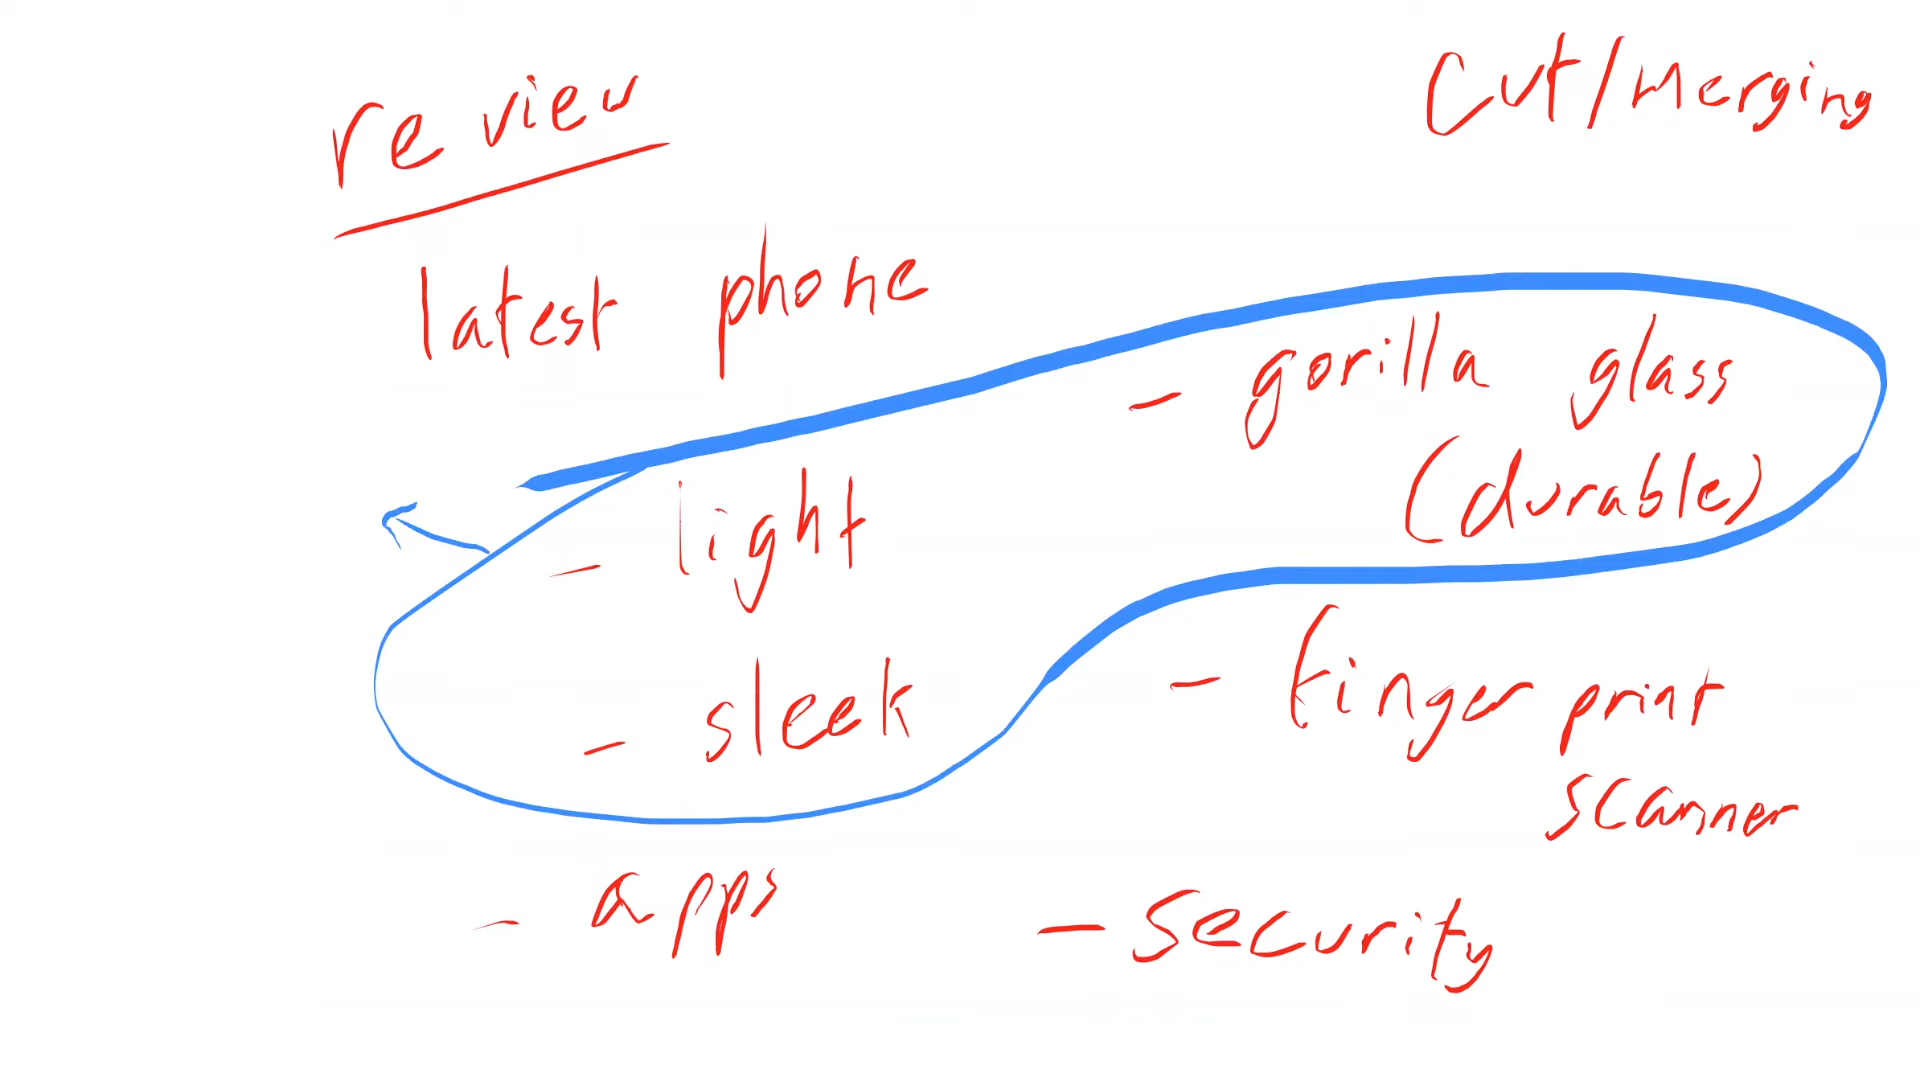 review
Cut/Merging
latest phone
- gorilla glass
(durable)
- light
- sleek
- finger print
scanner
- apps
- security